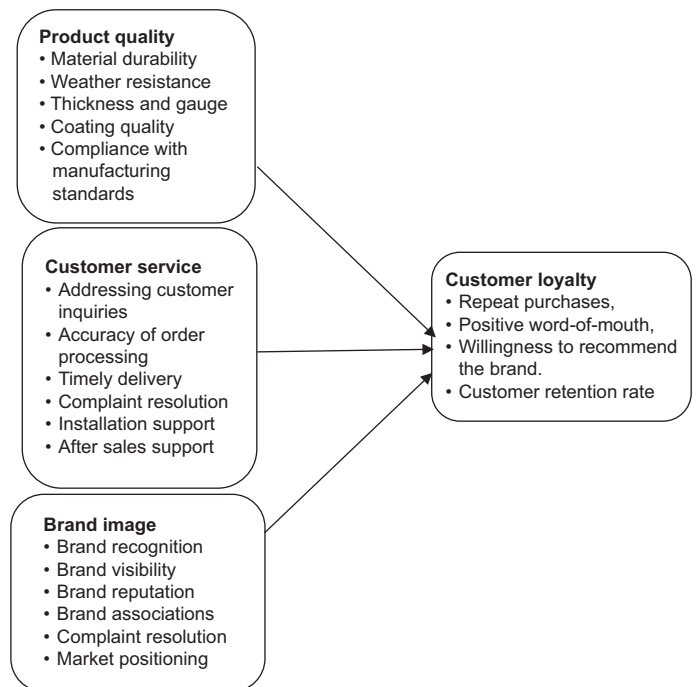 Product quality
• Material durability
• Weather resistance
• Thickness and gauge
• Coating quality
• Compliance with
manufacturing
standards
Customer service
• Addressing customer
inquiries
• Accuracy of order
processing
• Timely delivery
• Complaint resolution
• Installation support
• After sales support
Brand image
• Brand recognition
• Brand visibility
• Brand reputation
• Brand associations
• Complaint resolution
• Market positioning
Customer loyalty
• Repeat purchases,
• Positive word-of-mouth,
• Willingness to recommend
the brand.
• Customer retention rate